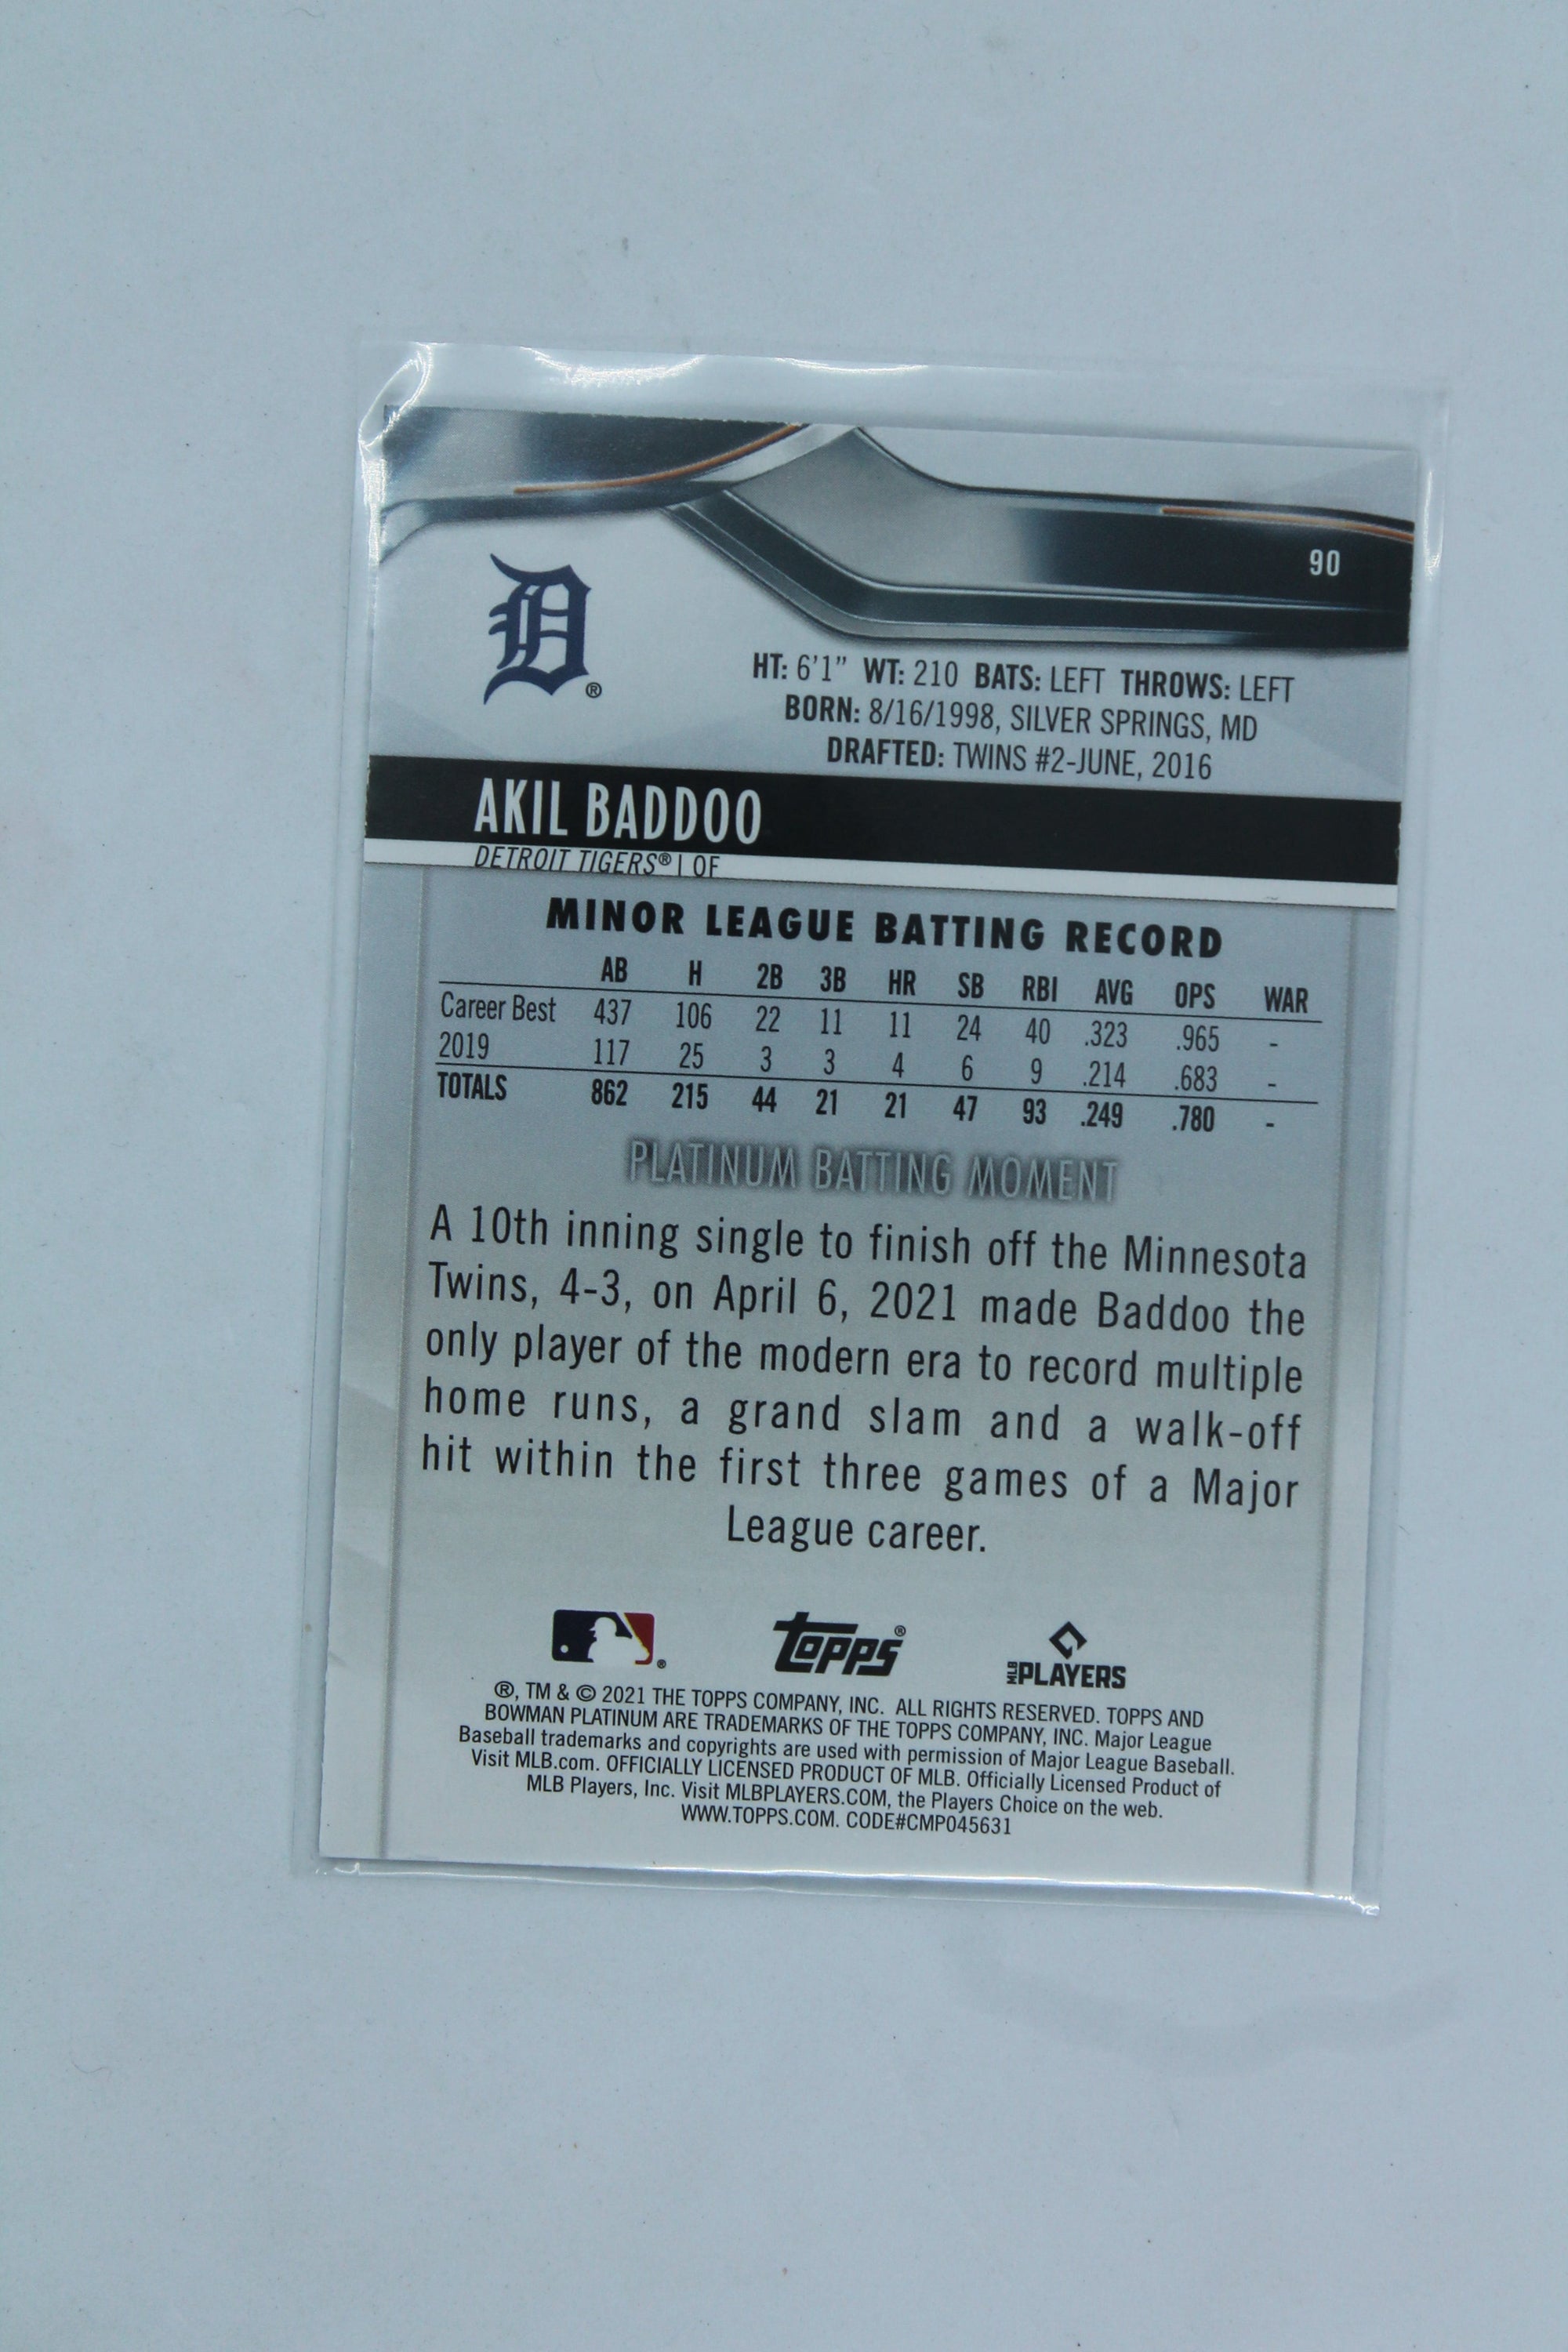 90
D®
HT: 6'1" WT: 210 BATS: LEFT THROWS: LEFT
BORN: 8/16/1998, SILVER SPRINGS, MD
DRAFTED: TWINS #2-JUNE, 2016
AKIL BADDOO
DETROIT TIGERS® | OF
MINOR LEAGUE BATTING RECORD
AB H 2B 3B HR SB RBI AVG OPS WAR
Career Best 437 106 22 11 11 24 40 .323 .965 -
2019 117 25 3 3 4 6 9 .214 .683 -
TOTALS 862 215 44 21 21 47 93 .249 .780 -
PLATINUM BATTING MOMENT
A 10th inning single to finish off the Minnesota
Twins, 4-3, on April 6, 2021 made Baddoo the
only player of the modern era to record multiple
home runs, a grand slam and a walk-off
hit within the first three games of a Major
League career.
® topps® MLB PLAYERS
®, TM & © 2021 THE TOPPS COMPANY, INC. ALL RIGHTS RESERVED. TOPPS AND
BOWMAN PLATINUM ARE TRADEMARKS OF THE TOPPS COMPANY, INC. Major League
Baseball trademarks and copyrights are used with permission of Major League Baseball.
Visit MLB.com. OFFICIALLY LICENSED PRODUCT OF MLB. Officially Licensed Product of
MLB Players, Inc. Visit MLBPLAYERS.COM, the Players Choice on the web.
WWW.TOPPS.COM. CODE#CMP045631